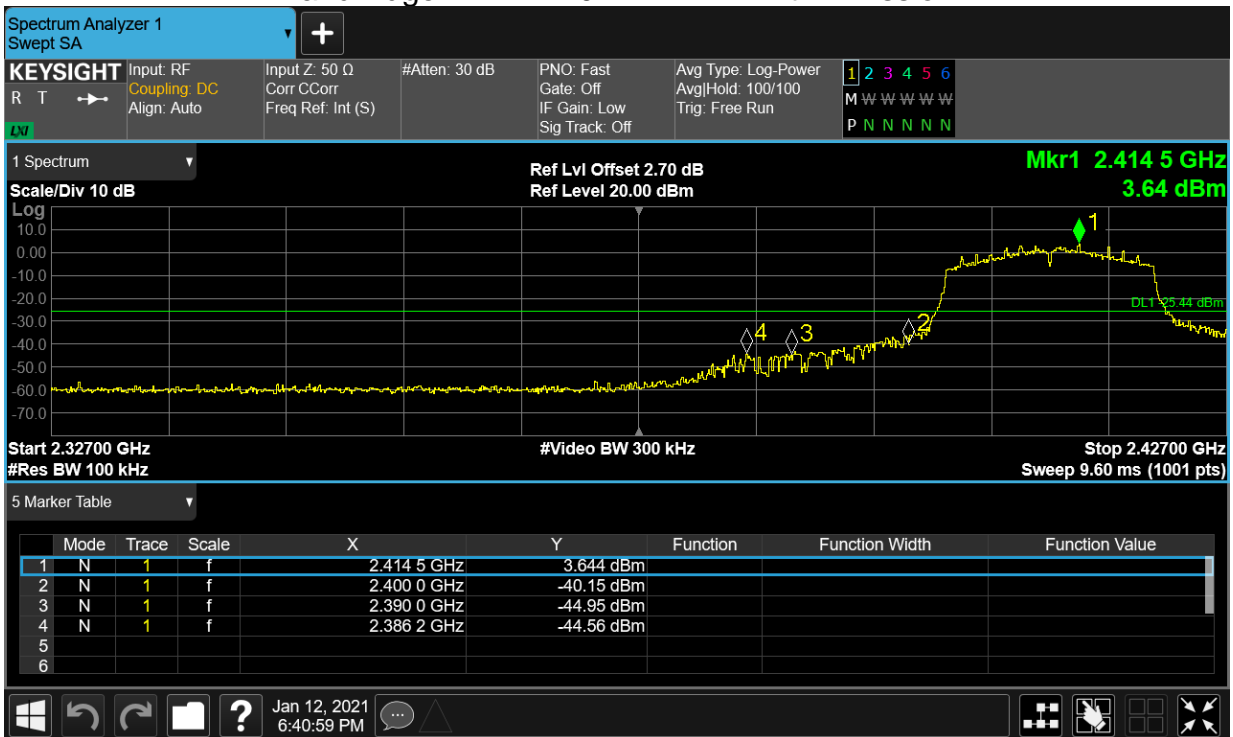 Spectrum Analyzer 1
Swept SA
+
KEYSIGHT
R T
LXI
Input: RF
Coupling: DC
Align: Auto
Input Z: 50 Ω
Corr CCorr
Freq Ref: Int (S)
#Atten: 30 dB
PNO: Fast
Gate: Off
IF Gain: Low
Sig Track: Off
Avg Type: Log-Power
Avg|Hold: 100/100
Trig: Free Run
1 2 3 4 5 6
M W W W W W
P N N N N N
1 Spectrum
Scale/Div 10 dB
Ref Lvl Offset 2.70 dB
Ref Level 20.00 dBm
Mkr1 2.414 5 GHz
3.64 dBm
Log
10.0
0.00
-10.0
-20.0
-30.0
-40.0
-50.0
-60.0
-70.0
1
2
3
4
DL1 -25.44 dBm
Start 2.32700 GHz
#Res BW 100 kHz
#Video BW 300 kHz
Stop 2.42700 GHz
Sweep 9.60 ms (1001 pts)
5 Marker Table
Mode Trace Scale X Y Function Function Width Function Value
1 N 1 f 2.414 5 GHz 3.644 dBm
2 N 1 f 2.400 0 GHz -40.15 dBm
3 N 1 f 2.390 0 GHz -44.95 dBm
4 N 1 f 2.386 2 GHz -44.56 dBm
5
6
?
Jan 12, 2021
6:40:59 PM